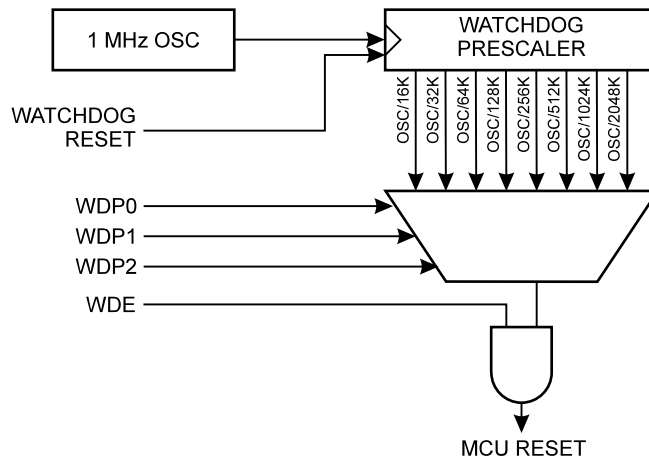 1 MHz OSC
WATCHDOG
PRESCALER
WATCHDOG
RESET
OSC/16K
OSC/32K
OSC/64K
OSC/128K
OSC/256K
OSC/512K
OSC/1024K
OSC/2048K
WDP0
WDP1
WDP2
WDE
MCU RESET